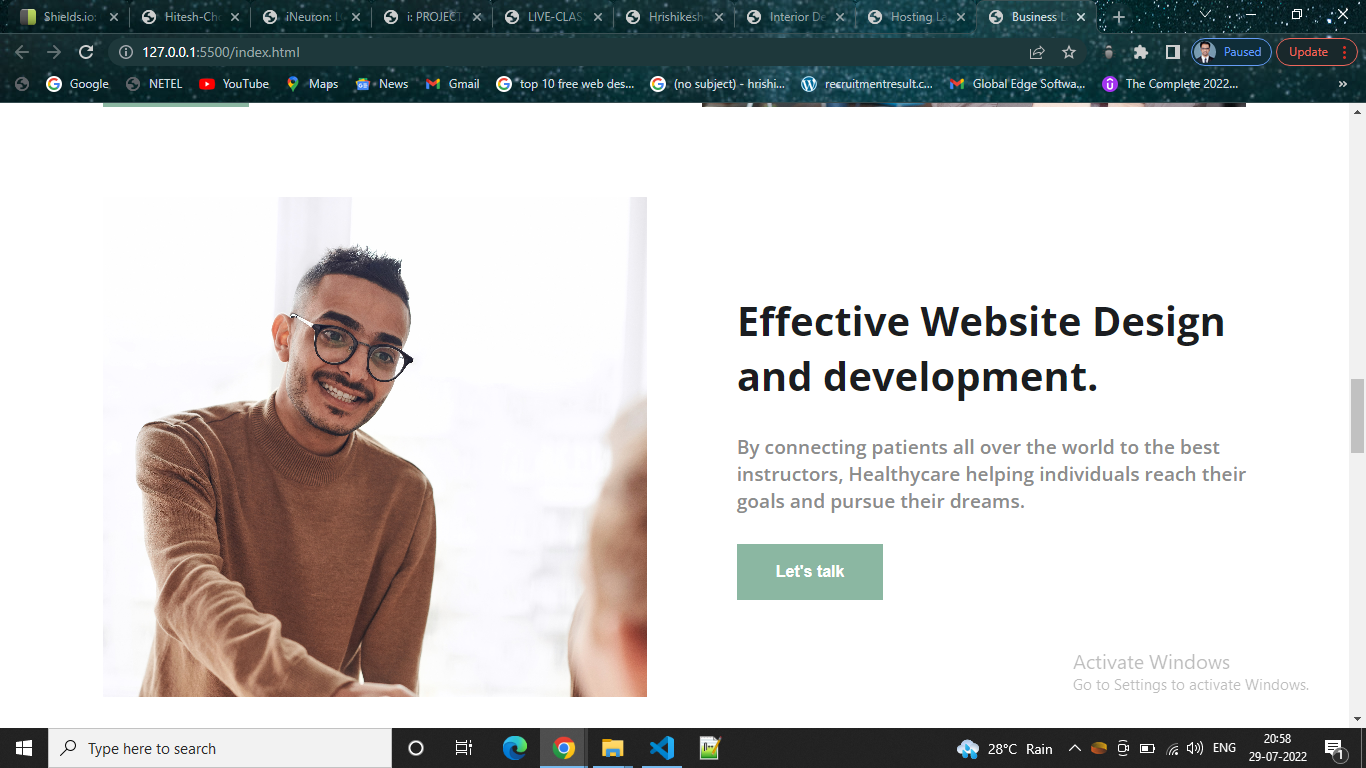 Shields.io:
Hitesh-Cho
iNeuron: L
i: PROJECT
LIVE-CLAS
Hrishikesh
Interior De
Hosting La
Business L
127.0.0.1:5500/index.html
Paused
Update
Google
NETEL
YouTube
Maps
News
Gmail
top 10 free web des...
(no subject) - hrishi...
recruitmentresult.c...
Global Edge Softwa...
The Complete 2022...
Effective Website Design
and development.
By connecting patients all over the world to the best
instructors, Healthycare helping individuals reach their
goals and pursue their dreams.
Let's talk
Activate Windows
Go to Settings to activate Windows.
Type here to search
28°C Rain
ENG
20:58
29-07-2022
1